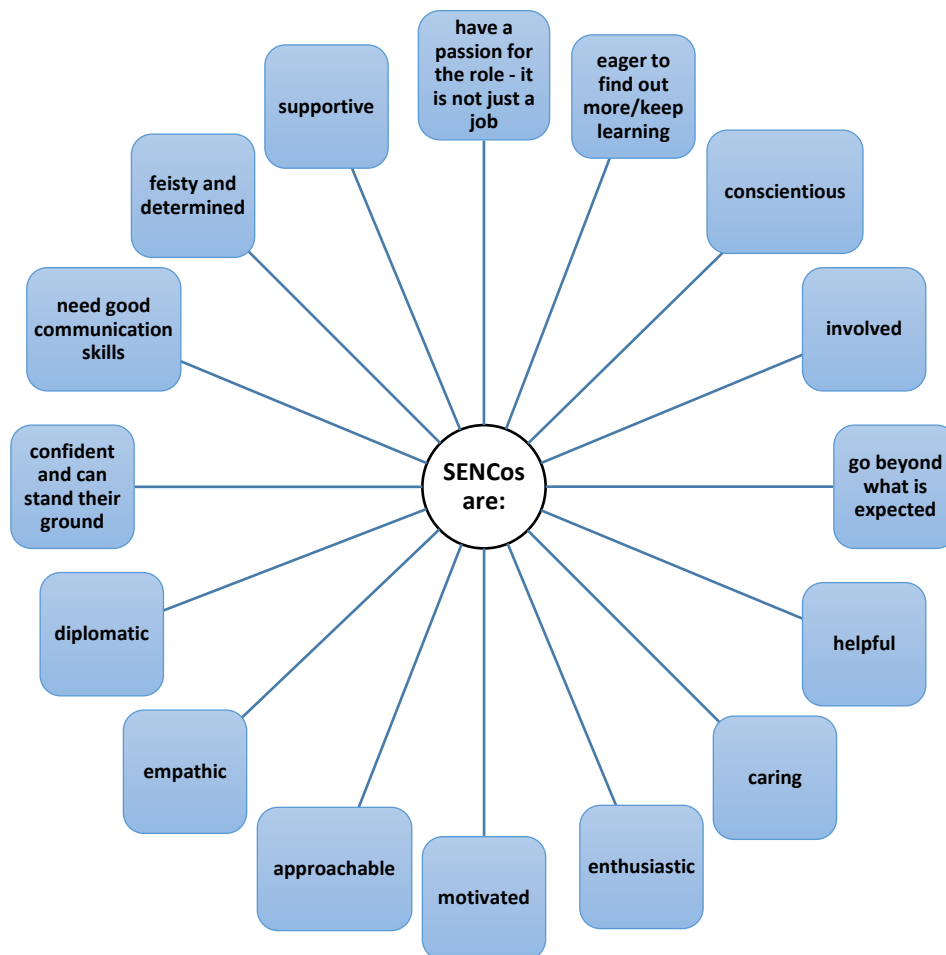 have a
passion for
the role - it
is not just a
job
eager to
find out
more/keep
learning
conscientious
involved
go beyond
what is
expected
helpful
caring
enthusiastic
motivated
approachable
empathic
diplomatic
confident
and can
stand their
ground
need good
communication
skills
feisty and
determined
supportive
SENCos
are: